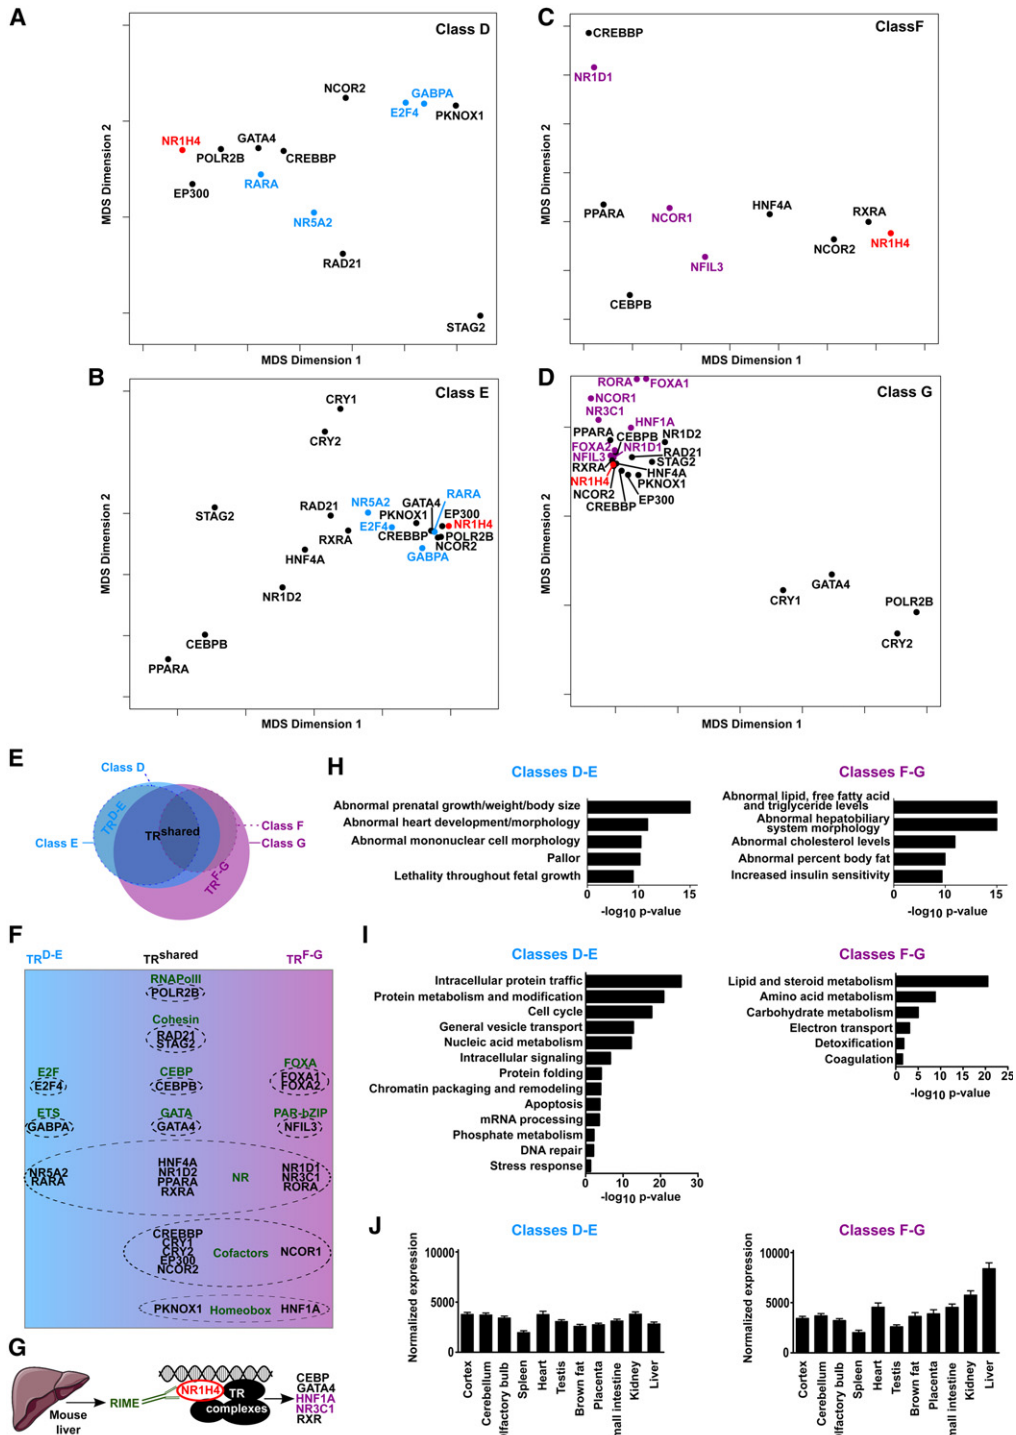 A
Class D
NCOR2
GABPA
E2F4
PKNOX1
NR1H4
GATA4
POLR2B
CREBBP
EP300
RARA
NR5A2
RAD21
STAG2
MDS Dimension 2
MDS Dimension 1
C
ClassF
CREBBP
NR1D1
PPARA
NCOR1
HNF4A
RXRA
NCOR2
NR1H4
NFIL3
CEBPB
MDS Dimension 2
MDS Dimension 1
B
Class E
CRY1
CRY2
STAG2
RAD21
RXRA
HNF4A
NR1D2
CEBPB
PPARA
NR5A2
GATA4
RARA
PKNOX1
EP300
E2F4
NR1H4
CREBBP
POLR2B
NCOR2
GABPA
MDS Dimension 2
MDS Dimension 1
D
Class G
RORA
FOXA1
NCOR1
NR3C1
HNF1A
PPARA
CEBPB
NR1D2
FOXA2
NR1D1
RAD21
NFIL3
STAG2
RXRA
HNF4A
NR1H4
PKNOX1
NCOR2
EP300
CREBBP
GATA4
CRY1
POLR2B
CRY2
MDS Dimension 2
MDS Dimension 1
E
Class D
TRD-E
TRshared
Class E
Class F
Class G
TRF-G
F
TRD-E
TRshared
TRF-G
RNAPolII
POLR2B
Cohesin
RAD21
STAG2
E2F
E2F4
CEBP
CEBPB
FOXA
FOXA1
FOXA2
ETS
GABPA
GATA
GATA4
PAR-bZIP
NFIL3
NR5A2
RARA
HNF4A
NR1D2
PPARA
RXRA
NR
NR1D1
NR3C1
RORA
CREBBP
CRY1
CRY2
EP300
NCOR2
Cofactors
NCOR1
PKNOX1
Homeobox
HNF1A
G
Mouse
liver
RIME
NR1H4
TR
complexes
CEBP
GATA4
HNF1A
NR3C1
RXR
H
Classes D-E
Abnormal prenatal growth/weight/body size
Abnormal heart development/morphology
Abnormal mononuclear cell morphology
Pallor
Lethality throughout fetal growth
0 10 15
-log10 p-value
Classes F-G
Abnormal lipid, free fatty acid
and triglyceride levels
Abnormal hepatobiliary
system morphology
Abnormal cholesterol levels
Abnormal percent body fat
Increased insulin sensitivity
0 10 15
-log10 p-value
I
Classes D-E
Intracellular protein traffic
Protein metabolism and modification
Cell cycle
General vesicle transport
Nucleic acid metabolism
Intracellular signaling
Protein folding
Chromatin packaging and remodeling
Apoptosis
mRNA processing
Phosphate metabolism
DNA repair
Stress response
0 10 20 30
-log10 p-value
Classes F-G
Lipid and steroid metabolism
Amino acid metabolism
Carbohydrate metabolism
Electron transport
Detoxification
Coagulation
0 5 10 15 20 25
-log10 p-value
J
Classes D-E
Normalized expression
10000
5000
0
Cortex
Cerebellum
Olfactory bulb
Spleen
Heart
Testis
Brown fat
Placenta
mall intestine
Kidney
Liver
Classes F-G
Normalized expression
10000
5000
0
Cortex
Cerebellum
Olfactory bulb
Spleen
Heart
Testis
Brown fat
Placenta
mall intestine
Kidney
Liver